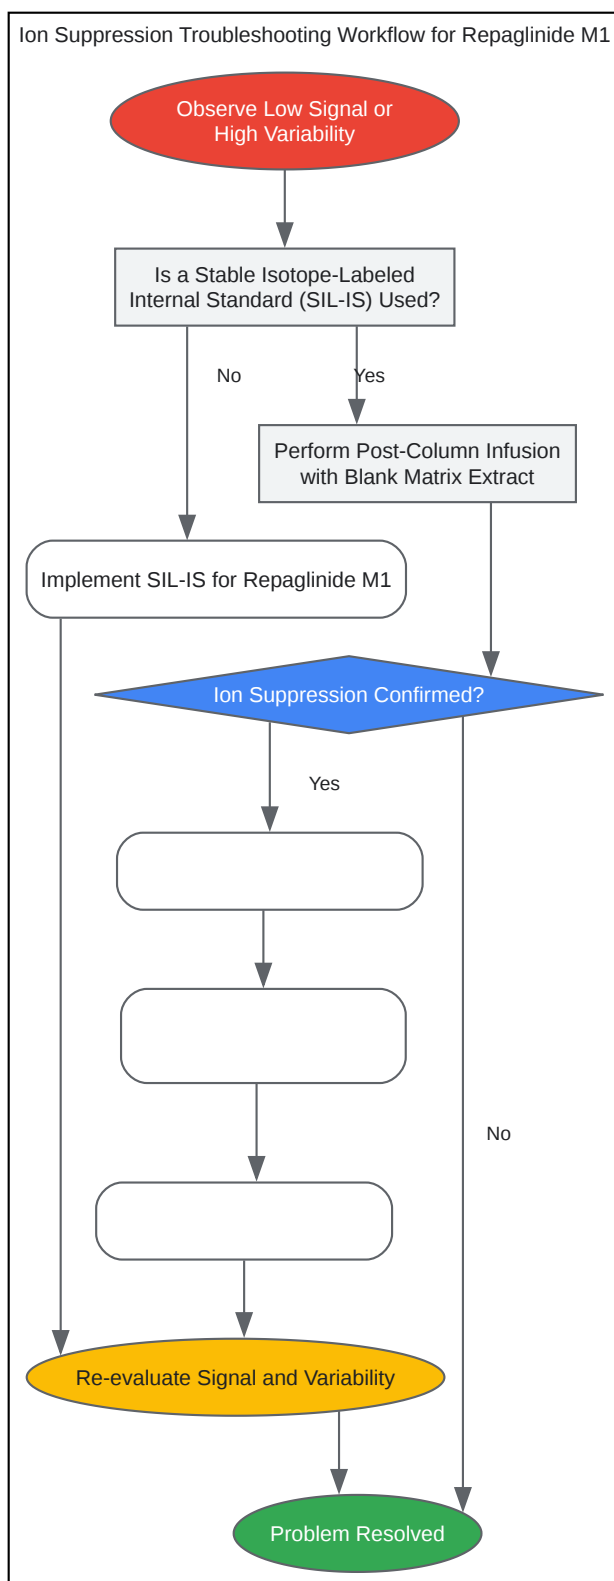 Ion Suppression Troubleshooting Workflow for Repaglinide M1
Observe Low Signal or
High Variability
Is a Stable Isotope-Labeled
Internal Standard (SIL-IS) Used?
No
Yes
Perform Post-Column Infusion
with Blank Matrix Extract
Implement SIL-IS for Repaglinide M1
Ion Suppression Confirmed?
Yes
No
Re-evaluate Signal and Variability
Problem Resolved